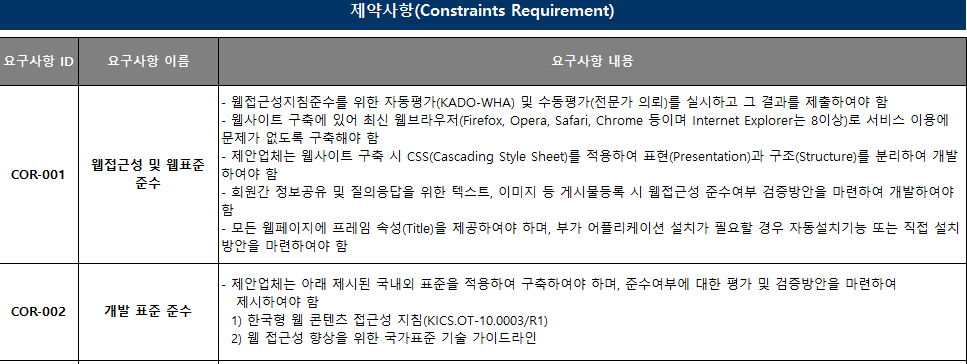 제약사항(Constraints Requirement)
요구사항 ID 요구사항 이름 요구사항 내용
COR-001
웹접근성 및 웹표준
준수
- 웹접근성지침준수를 위한 자동평가(KADO-WHA) 및 수동평가(전문가 의뢰)를 실시하고 그 결과를 제출하여야 함
- 웹사이트 구축에 있어 최신 웹브라우저(Firefox, Opera, Safari, Chrome 등이며 Internet Explorer는 8이상)로 서비스 이용에
문제가 없도록 구축해야 함
- 제안업체는 웹사이트 구축 시 CSS(Cascading Style Sheet)를 적용하여 표현(Presentation)과 구조(Structure)를 분리하여 개발
하여야 함
- 회원간 정보공유 및 질의응답을 위한 텍스트, 이미지 등 게시물등록 시 웹접근성 준수여부 검증방안을 마련하여 개발하여야
함
- 모든 웹페이지에 프레임 속성(Title)을 제공하여야 하며, 부가 어플리케이션 설치가 필요할 경우 자동설치기능 또는 직접 설치
방안을 마련하여야 함
COR-002
개발 표준 준수
- 제안업체는 아래 제시된 국내외 표준을 적용하여 구축하여야 하며, 준수여부에 대한 평가 및 검증방안을 마련하여
제시하여야 함
1) 한국형 웹 콘텐츠 접근성 지침(KICS.OT-10.0003/R1)
2) 웹 접근성 향상을 위한 국가표준 기술 가이드라인